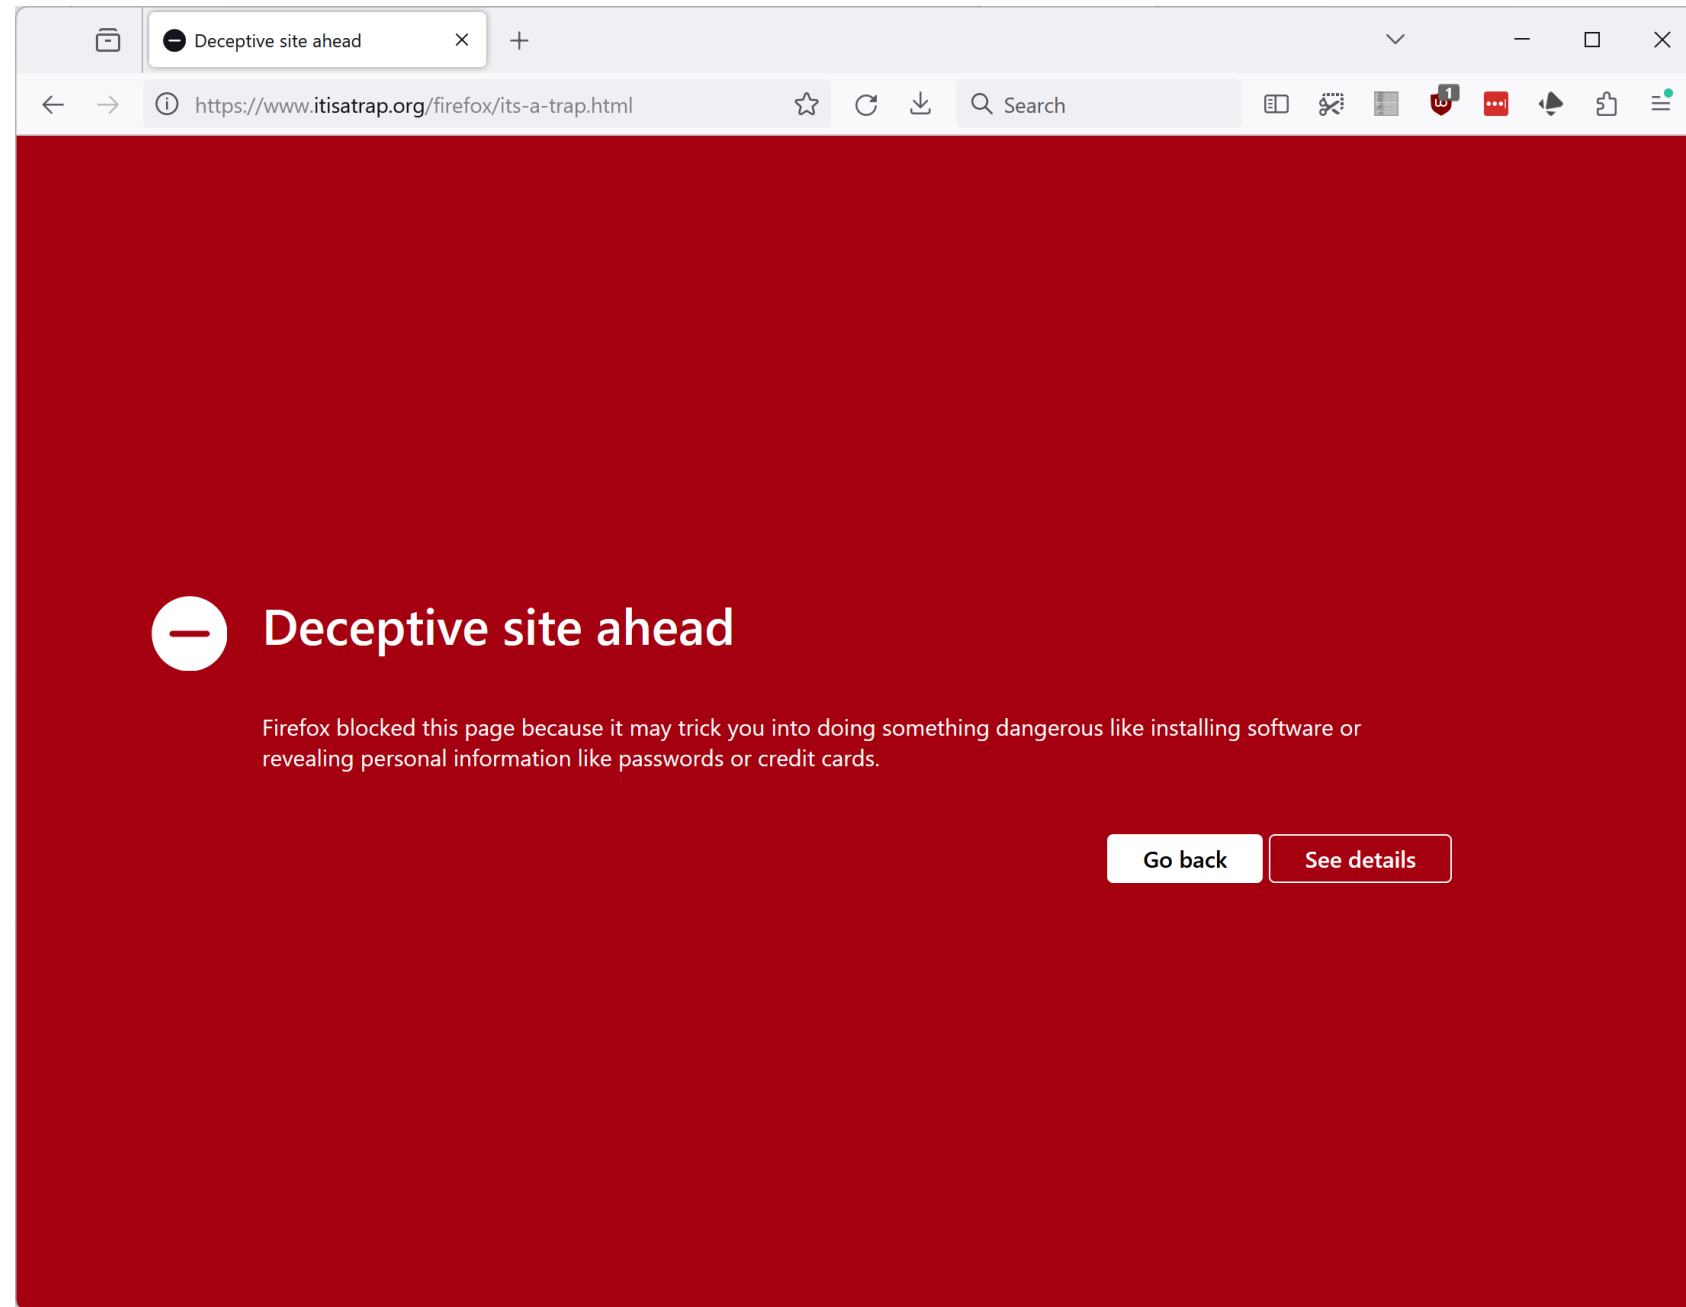 Deceptive site ahead
https://www.itisatrap.org/firefox/its-a-trap.html
Search
1
Deceptive site ahead
Firefox blocked this page because it may trick you into doing something dangerous like installing software or
revealing personal information like passwords or credit cards.
Go back
See details